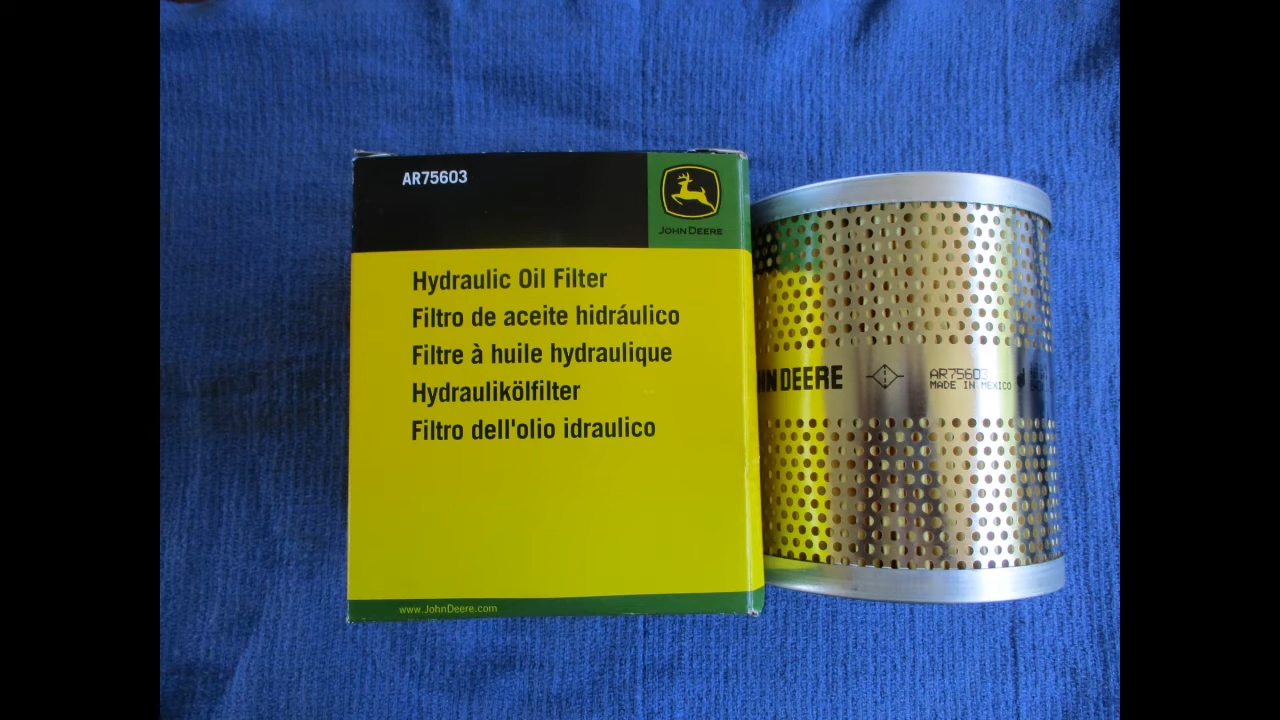 AR75603
JOHN DEERE
Hydraulic Oil Filter
Filtro de aceite hidráulico
Filtre à huile hydraulique
Hydraulikölfilter
Filtro dell'olio idraulico
www.JohnDeere.com
HN DEERE
AR75603
MADE IN MEXICO